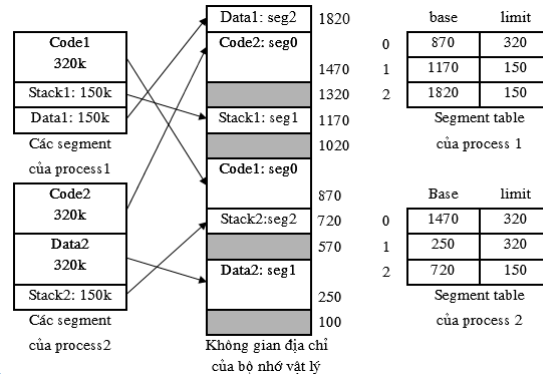 Code1
320k
Stack1: 150k
Data1: 150k
Các segment
của process1
Code2
320k
Data2
320k
Stack2: 150k
Các segment
của process2
Data1: seg2
1820
Code2: seg0
1470
1320
Stack1: seg1
1170
1020
Code1: seg0
870
Stack2:seg2
720
570
Data2: seg1
250
100
Không gian địa chỉ
của bộ nhớ vật lý
base limit
0 870 320
1 1170 150
2 1820 150
Segment table
của process 1
Base limit
0 1470 320
1 250 320
2 720 150
Segment table
của process 2